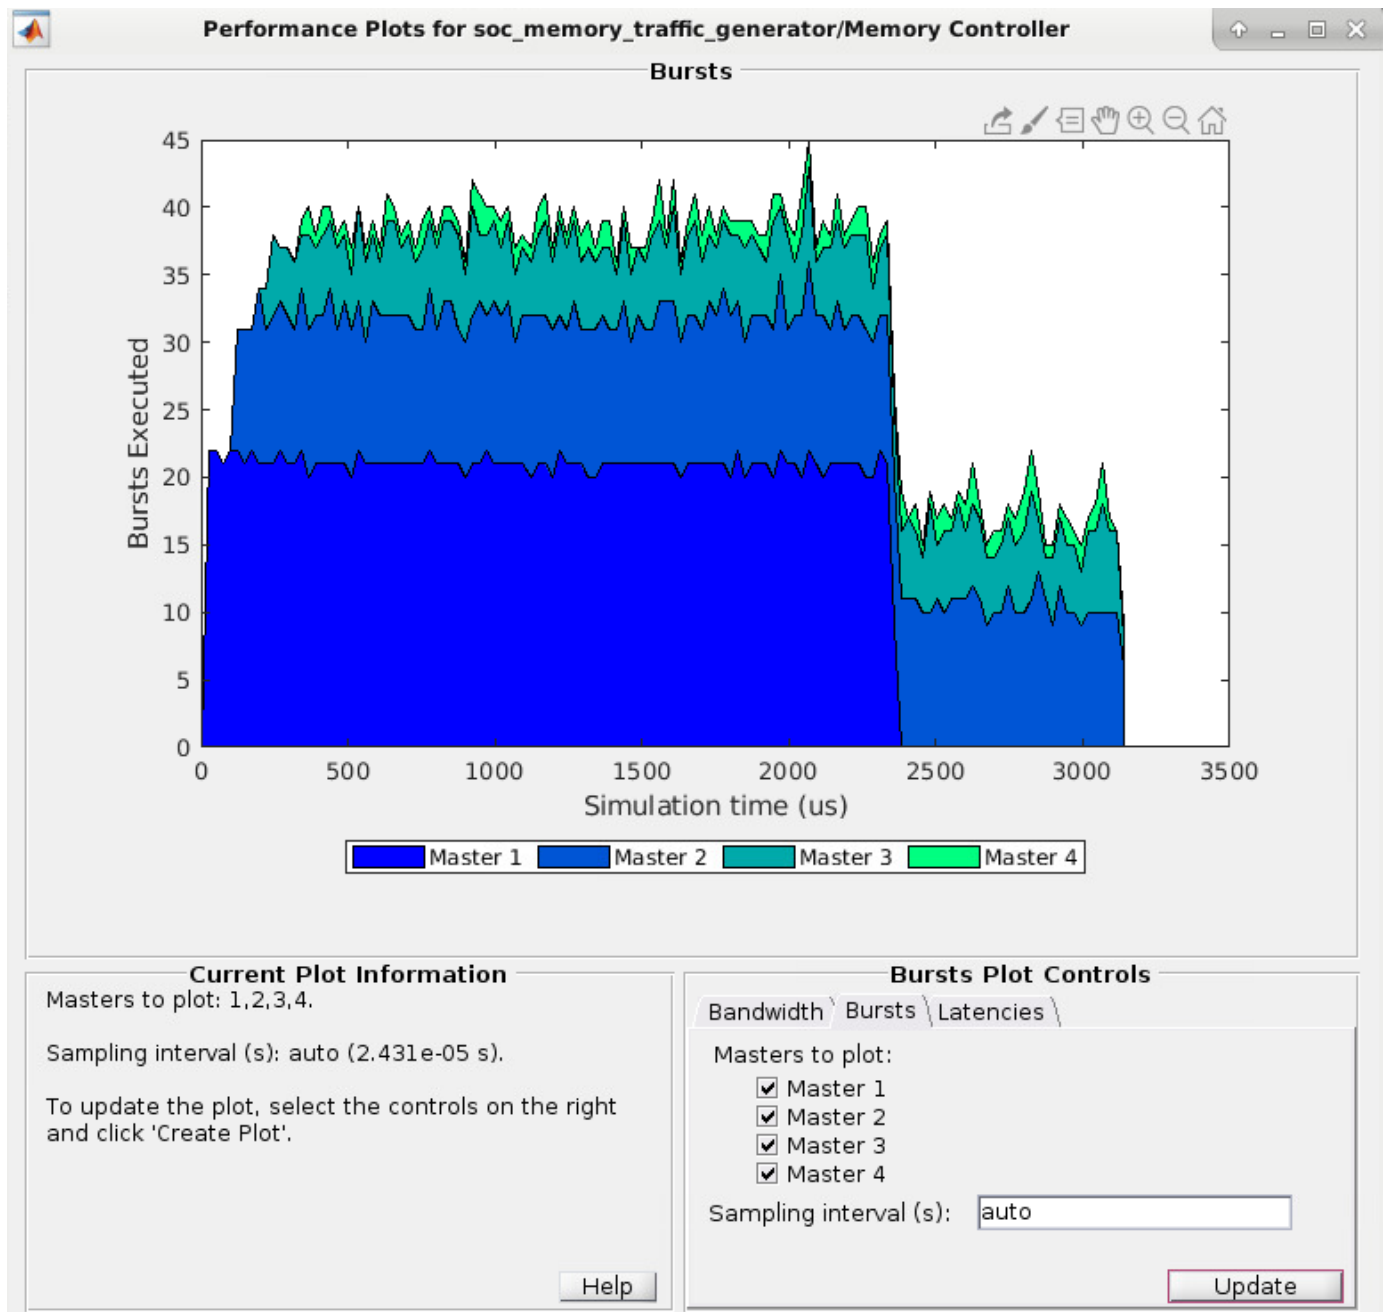 Performance Plots for soc_memory_traffic_generator/Memory Controller
Bursts
45
40
35
30
25
20
15
10
5
0
Bursts Executed
0 500 1000 1500 2000 2500 3000 3500
Simulation time (us)
Master 1 Master 2 Master 3 Master 4
Current Plot Information
Masters to plot: 1,2,3,4.
Sampling interval (s): auto (2.431e-05 s).
To update the plot, select the controls on the right
and click 'Create Plot'.
Help
Bursts Plot Controls
Bandwidth Bursts Latencies
Masters to plot:
Master 1
Master 2
Master 3
Master 4
Sampling interval (s): auto
Update